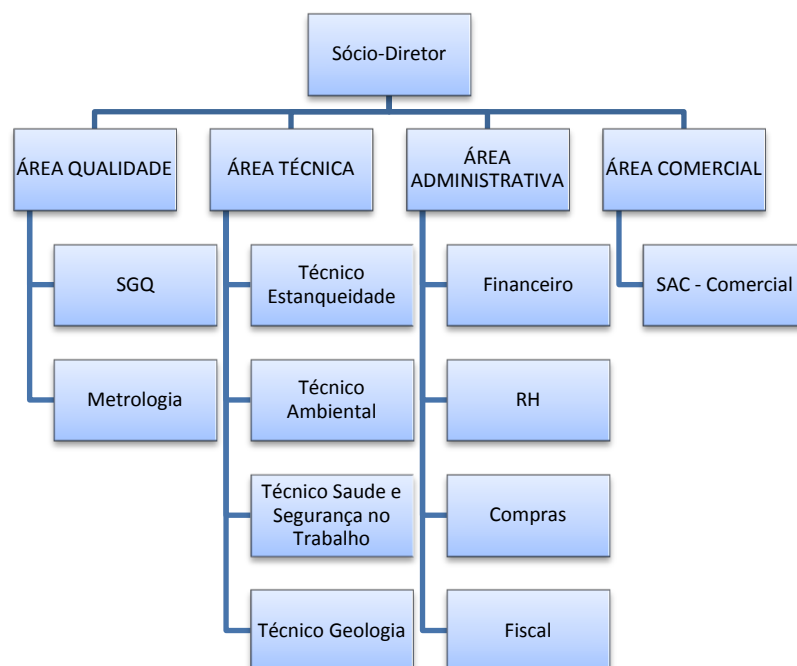 Sócio-Diretor
ÁREA QUALIDADE
ÁREA TÉCNICA
ÁREA
ADMINISTRATIVA
ÁREA COMERCIAL
SGQ
Metrologia
Técnico
Estanqueidade
Técnico
Ambiental
Técnico Saude e
Segurança no
Trabalho
Técnico Geologia
Financeiro
RH
Compras
Fiscal
SAC - Comercial